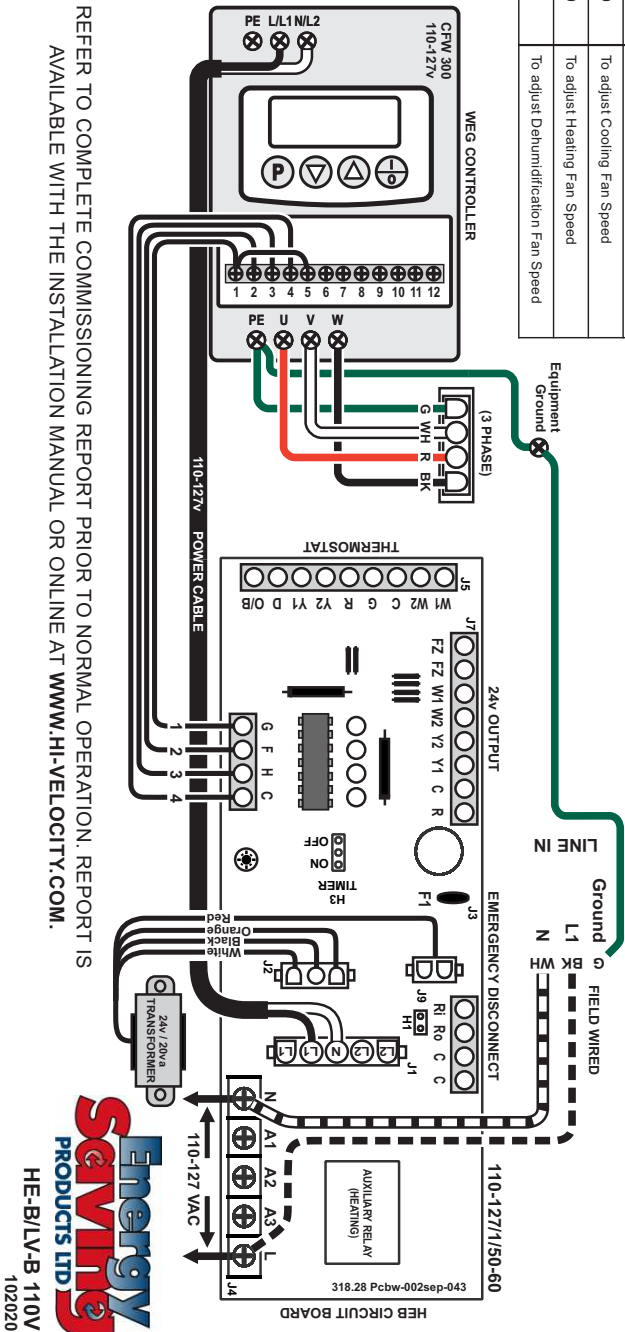 To adjust Cooling Fan Speed
To adjust Heating Fan Speed
To adjust Dehumidification Fan Speed
PE L/L1 N/L2
CFW 300
110-127v
WEG CONTROLLER
P
I
O
1 2 3 4 5 6 7 8 9 10 11 12
PE U V W
Equipment
Ground
(3 PHASE)
G WH R BK
110-127v POWER CABLE
THERMOSTAT
J5
O/B D Y1 Y2 R G C W2 W1
J7
24v OUTPUT
FZ FZ W1 W2 Y2 Y1 C R
G F H C
1 2 3 4
OFF
ON
H3
TIMER
F1
J3
EMERGENCY DISCONNECT
Ri Ro C C
J9
H1
LINE IN
Ground
L1
N
G
BK
WH
FIELD WIRED
Red
Orange
Black
White
J2
L1 L1 N L2 L2
J1
24v / 20va
TRANSFORMER
N A1 A2 A3 L
J4
110-127 VAC
110-127/1/50-60
AUXILIARY RELAY
(HEATING)
318.28 Pcbw-002sep-043
HEB CIRCUIT BOARD
REFER TO COMPLETE COMMISSIONING REPORT PRIOR TO NORMAL OPERATION. REPORT IS
AVAILABLE WITH THE INSTALLATION MANUAL OR ONLINE AT WWW.HI-VELOCITY.COM.
Energy
Saving
PRODUCTS LTD
HE-B/LV-B 110V
102020